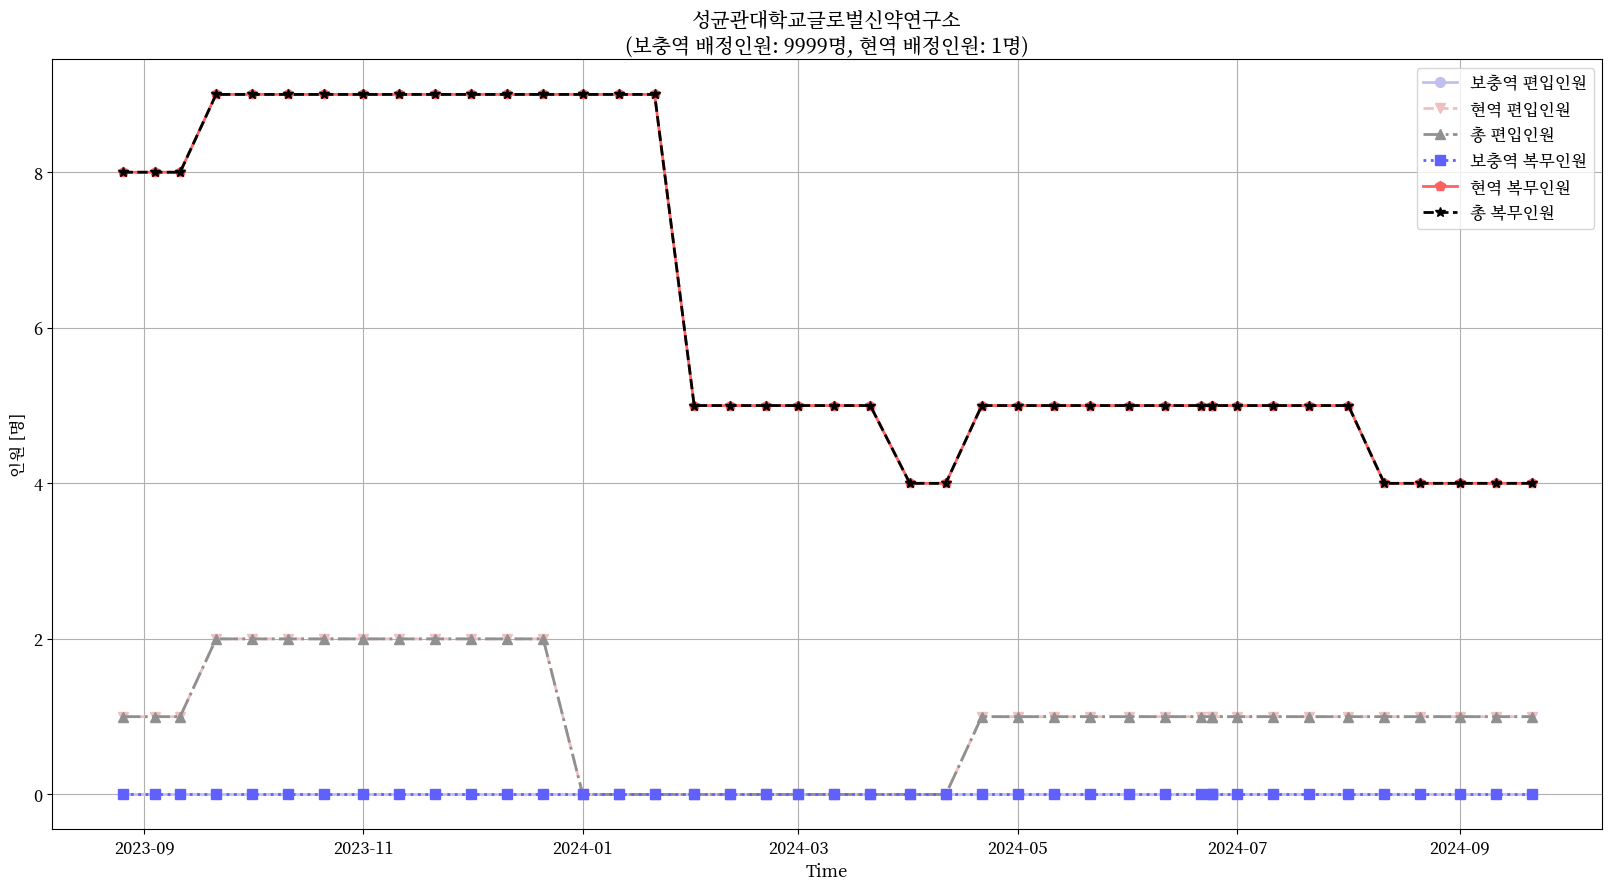 성균관대학교글로벌신약연구소
(보충역 배정인원: 9999명, 현역 배정인원: 1명)
보충역 편입인원
현역 편입인원
총 편입인원
보충역 복무인원
현역 복무인원
총 복무인원
인원 [명]
8
6
4
2
0
2023-09 2023-11 2024-01 2024-03 2024-05 2024-07 2024-09
Time